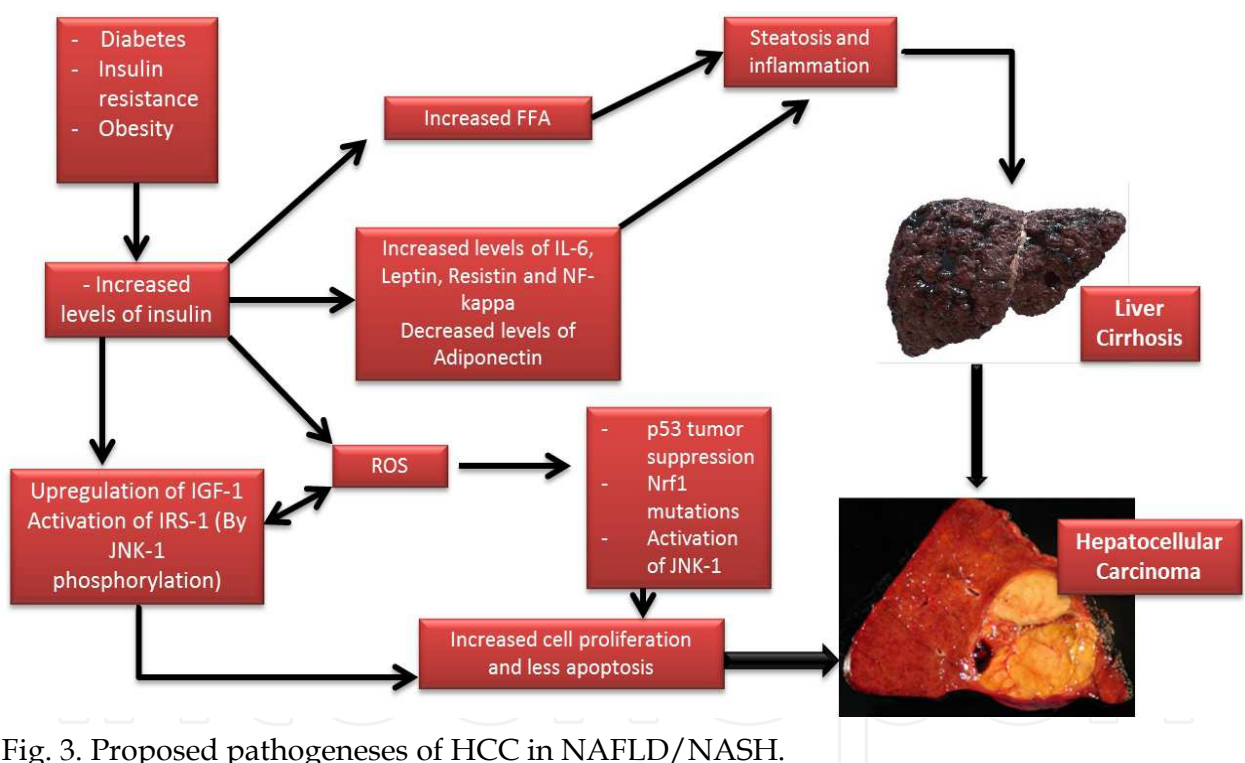 - Diabetes
- Insulin
resistance
- Obesity
Steatosis and
inflammation
Increased FFA
- Increased
levels of insulin
Increased levels of IL-6,
Leptin, Resistin and NF-
kappa
Decreased levels of
Adiponectin
Liver
Cirrhosis
ROS
- p53 tumor
suppression
- Nrf1
mutations
- Activation
of JNK-1
Upregulation of IGF-1
Activation of IRS-1 (By
JNK-1
phosphorylation)
Hepatocellular
Carcinoma
Increased cell proliferation
and less apoptosis
Fig. 3. Proposed pathogeneses of HCC in NAFLD/NASH.